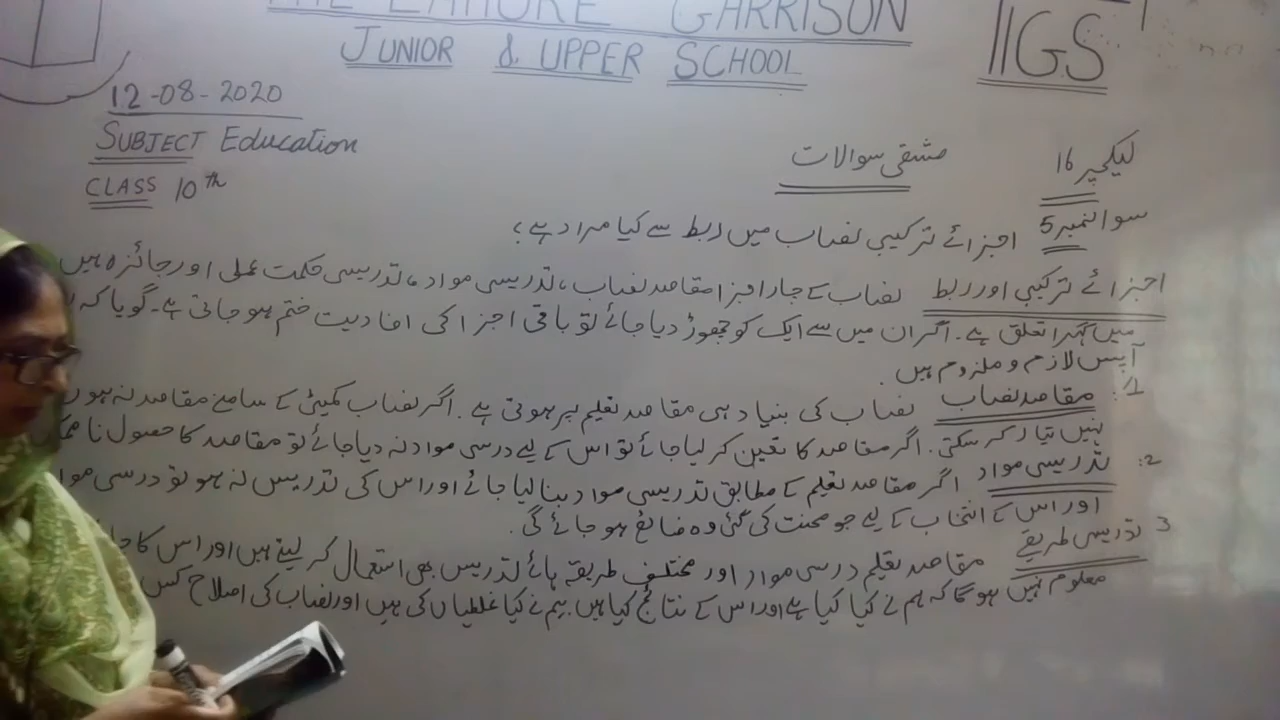 THE LAHORE GARRISON
JUNIOR & UPPER SCHOOL
GS
12-08-2020
SUBJECT Education
CLASS 10th
لیکچر 16
مشقی سوالات
سوالنمبر 5 اجزائے ترکیبی نصاب میں ربط سے کیا مراد ہے؟
اجزائے ترکیبی اور ربط نصاب کے چار اجزا مقاصد نصاب، تدریسی مواد، تدریسی حکمت عملی اور جائزہ ہیں
میں گہرا تعلق ہے۔ اگر ان میں سے ایک کو چھوڑ دیا جائے تو باقی اجزا کی افادیت ختم ہو جاتی ہے۔ گویا کہ
آپس لازم و ملزوم ہیں۔
1: مقاصد نصاب نصاب کی بنیاد ہی مقاصد تعلیم پر ہوتی ہے۔ اگر نصاب کمیٹی کے سامنے مقاصد نہ ہو
نہیں تیار کر سکتی۔ اگر مقاصد کا تعین کر لیا جائے تو اس کے لیے درسی مواد نہ دیا جائے تو مقاصد کا حصول
2: تدریسی مواد اگر مقاصد تعلیم کے مطابق تدریسی مواد بنا لیا جائے اور اس کی تدریس نہ ہو تو درسی
اور اس کے انتخاب کے لیے جو محنت کی گئی وہ ضائع ہو جائے گی۔
3 تدریسی طریقے مقاصد تعلیم درسی مواد اور مختلف طریقہ ہائے تدریس بھی استعمال کر لیتے ہیں اور اس کا
معلوم نہیں ہو گا کہ ہم نے کیا کیا ہے اور اس کے نتائج کیا ہیں۔ ہم نے کیا غلطیاں کی ہیں اور نصاب کی اصلاح کس